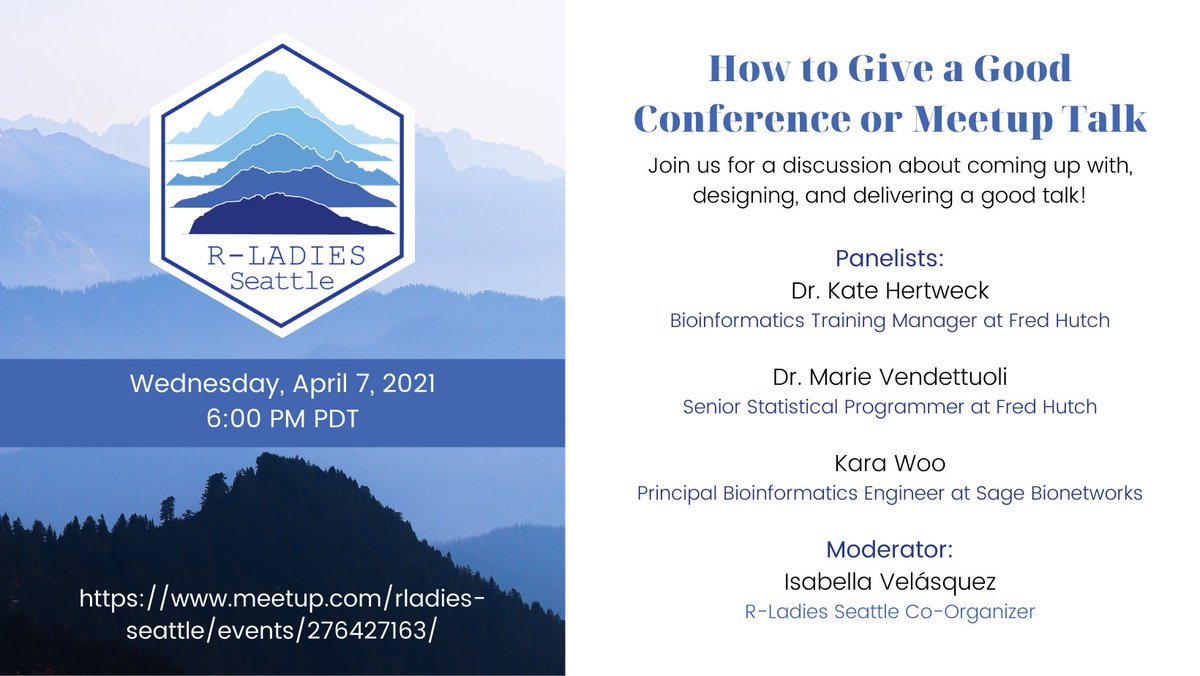 R-LADIES
Seattle
Wednesday, April 7, 2021
6:00 PM PDT
https://www.meetup.com/rladies-
seattle/events/276427163/
How to Give a Good
Conference or Meetup Talk
Join us for a discussion about coming up with,
designing, and delivering a good talk!
Panelists:
Dr. Kate Hertweck
Bioinformatics Training Manager at Fred Hutch
Dr. Marie Vendettuoli
Senior Statistical Programmer at Fred Hutch
Kara Woo
Principal Bioinformatics Engineer at Sage Bionetworks
Moderator:
Isabella Velásquez
R-Ladies Seattle Co-Organizer